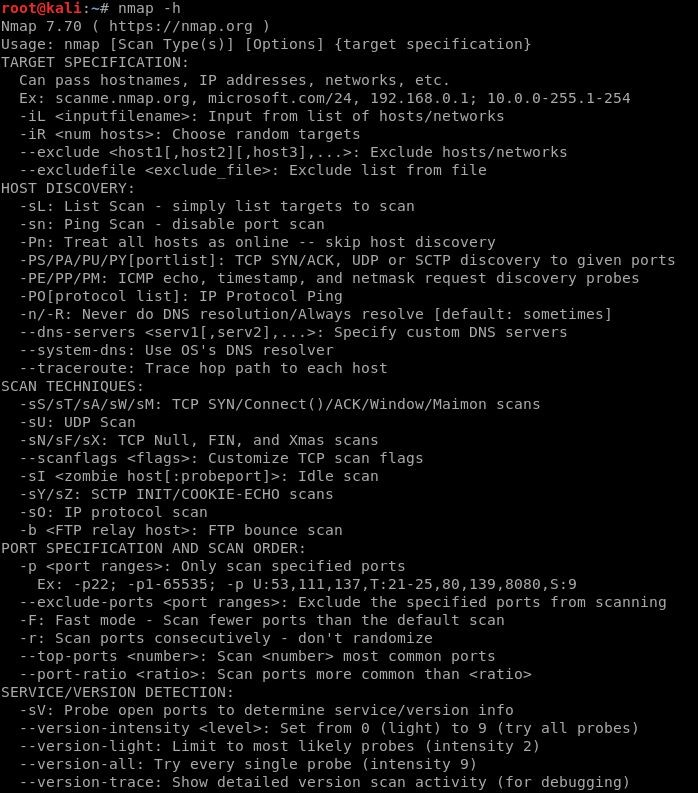 root@kali:~# nmap -h
Nmap 7.70 ( https://nmap.org )
Usage: nmap [Scan Type(s)] [Options] {target specification}
TARGET SPECIFICATION:
  Can pass hostnames, IP addresses, networks, etc.
  Ex: scanme.nmap.org, microsoft.com/24, 192.168.0.1; 10.0.0-255.1-254
  -iL <inputfilename>: Input from list of hosts/networks
  -iR <num hosts>: Choose random targets
  --exclude <host1[,host2][,host3],...>: Exclude hosts/networks
  --excludefile <exclude_file>: Exclude list from file
HOST DISCOVERY:
  -sL: List Scan - simply list targets to scan
  -sn: Ping Scan - disable port scan
  -Pn: Treat all hosts as online -- skip host discovery
  -PS/PA/PU/PY[portlist]: TCP SYN/ACK, UDP or SCTP discovery to given ports
  -PE/PP/PM: ICMP echo, timestamp, and netmask request discovery probes
  -PO[protocol list]: IP Protocol Ping
  -n/-R: Never do DNS resolution/Always resolve [default: sometimes]
  --dns-servers <serv1[,serv2],...>: Specify custom DNS servers
  --system-dns: Use OS's DNS resolver
  --traceroute: Trace hop path to each host
SCAN TECHNIQUES:
  -sS/sT/sA/sW/sM: TCP SYN/Connect()/ACK/Window/Maimon scans
  -sU: UDP Scan
  -sN/sF/sX: TCP Null, FIN, and Xmas scans
  --scanflags <flags>: Customize TCP scan flags
  -sI <zombie host[:probeport]>: Idle scan
  -sY/sZ: SCTP INIT/COOKIE-ECHO scans
  -sO: IP protocol scan
  -b <FTP relay host>: FTP bounce scan
PORT SPECIFICATION AND SCAN ORDER:
  -p <port ranges>: Only scan specified ports
    Ex: -p22; -p1-65535; -p U:53,111,137,T:21-25,80,139,8080,S:9
  --exclude-ports <port ranges>: Exclude the specified ports from scanning
  -F: Fast mode - Scan fewer ports than the default scan
  -r: Scan ports consecutively - don't randomize
  --top-ports <number>: Scan <number> most common ports
  --port-ratio <ratio>: Scan ports more common than <ratio>
SERVICE/VERSION DETECTION:
  -sV: Probe open ports to determine service/version info
  --version-intensity <level>: Set from 0 (light) to 9 (try all probes)
  --version-light: Limit to most likely probes (intensity 2)
  --version-all: Try every single probe (intensity 9)
  --version-trace: Show detailed version scan activity (for debugging)